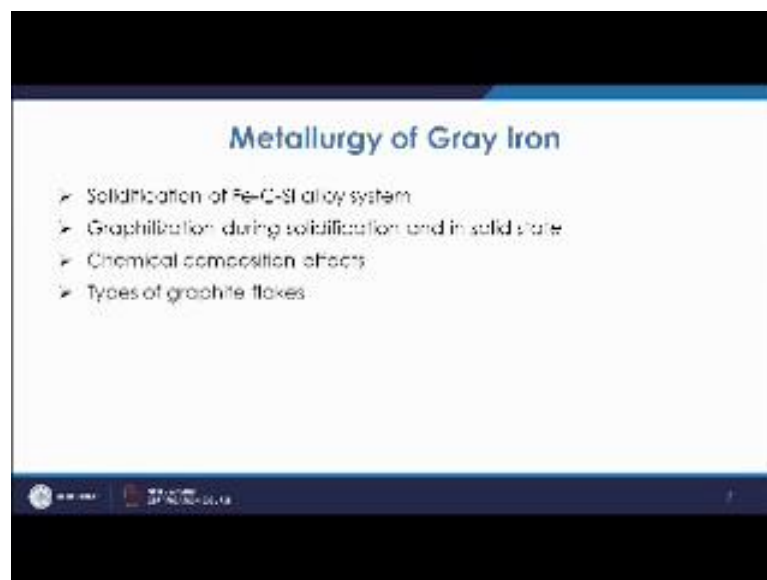 Metallurgy of Gray Iron
➢ Solidification of Fe-C-Si alloy system
➢ Graphitization during solidification and in solid state
➢ Chemical composition effects
➢ Types of graphite flakes